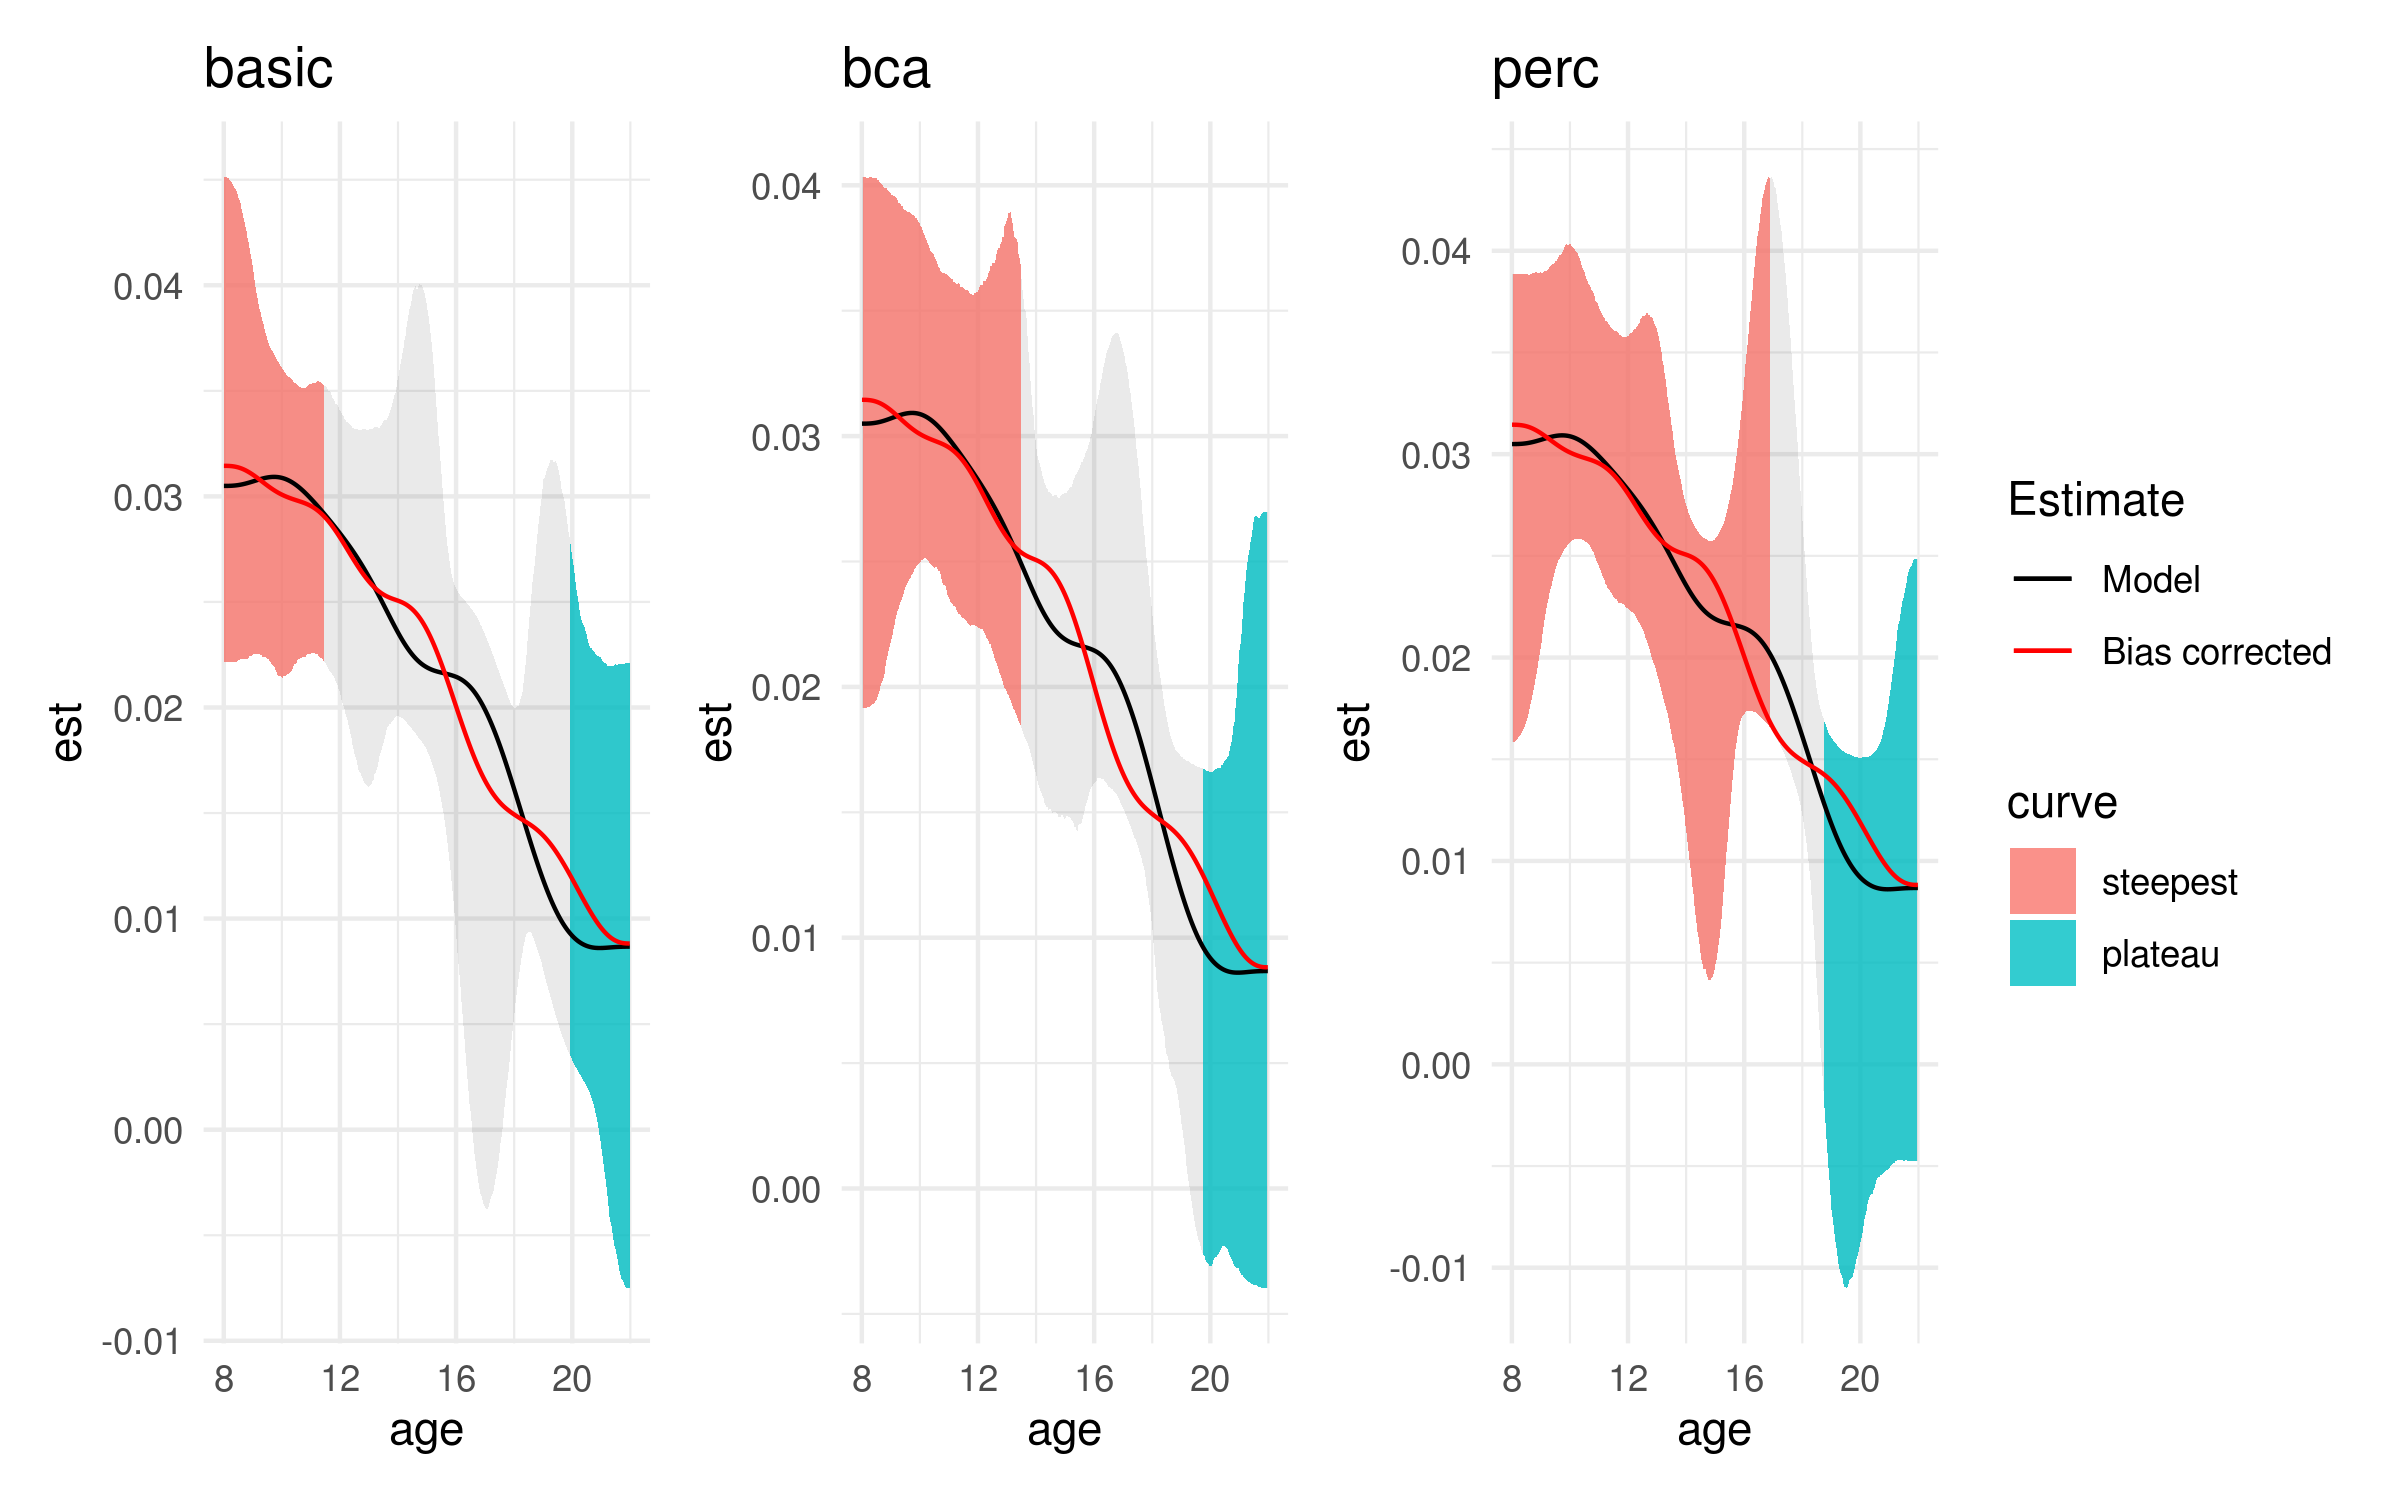 basic
bca
perc
est
0.04
0.03
0.02
0.01
0.00
-0.01
8 12 16 20
age
est
0.04
0.03
0.02
0.01
0.00
8 12 16 20
age
est
0.04
0.03
0.02
0.01
0.00
-0.01
8 12 16 20
age
Estimate
Model
Bias corrected
curve
steepest
plateau